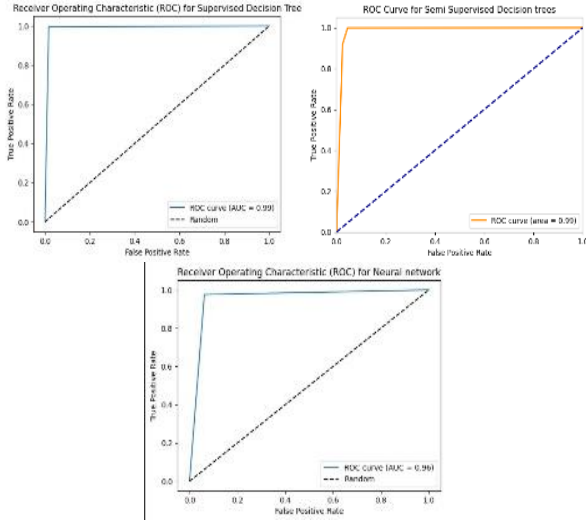 Receiver Operating Characteristic (ROC) for Supervised Decision Tree
1.0
0.8
0.6
0.4
0.2
0.0
True Positive Rate
ROC curve (AUC = 0.99)
Random
0.0 0.2 0.4 0.6 0.8 1.0
False Positive Rate
ROC Curve for Semi Supervised Decision trees
1.0
0.8
0.6
0.4
0.2
0.0
True Positive Rate
ROC curve (area = 0.99)
0.0 0.2 0.4 0.6 0.8 1.0
False Positive Rate
Receiver Operating Characteristic (ROC) for Neural network
1.0
0.8
0.6
0.4
0.2
0.0
True Positive Rate
ROC curve (AUC = 0.96)
Random
0.0 0.2 0.4 0.6 0.8 1.0
False Positive Rate